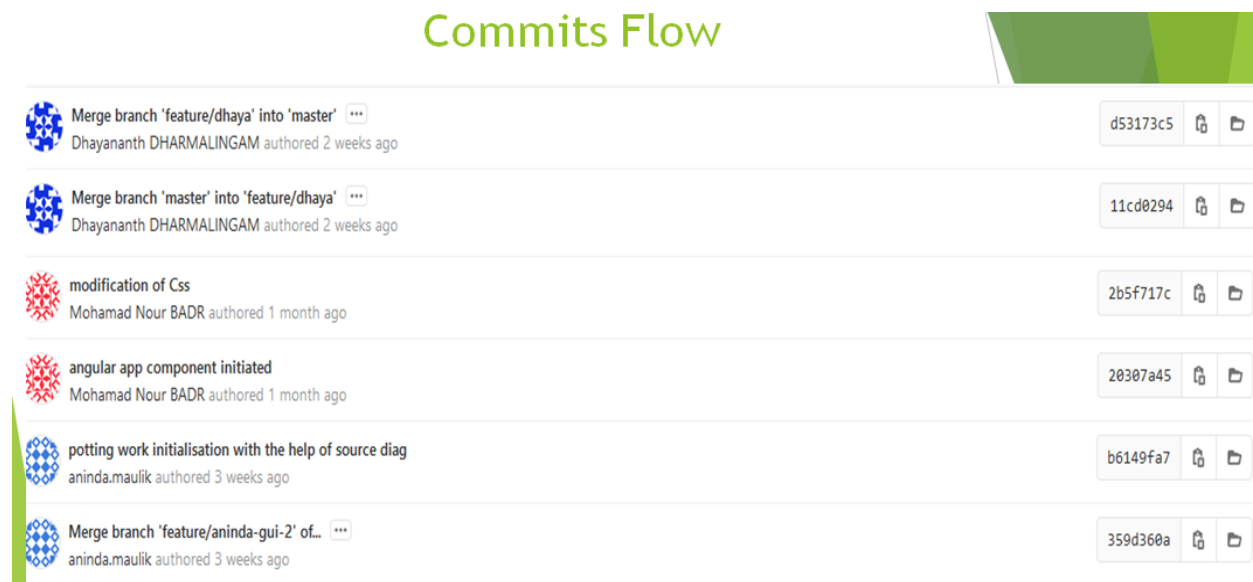 Commits Flow
Merge branch 'feature/dhaya' into 'master' ...
d53173c5
Dhayananth DHARMALINGAM authored 2 weeks ago
Merge branch 'master' into 'feature/dhaya' ...
11cd0294
Dhayananth DHARMALINGAM authored 2 weeks ago
modification of Css
2b5f717c
Mohamad Nour BADR authored 1 month ago
angular app component initiated
20307a45
Mohamad Nour BADR authored 1 month ago
potting work initialisation with the help of source diag
b6149fa7
aninda.maulik authored 3 weeks ago
Merge branch 'feature/aninda-gui-2' of... ...
359d360a
aninda.maulik authored 3 weeks ago